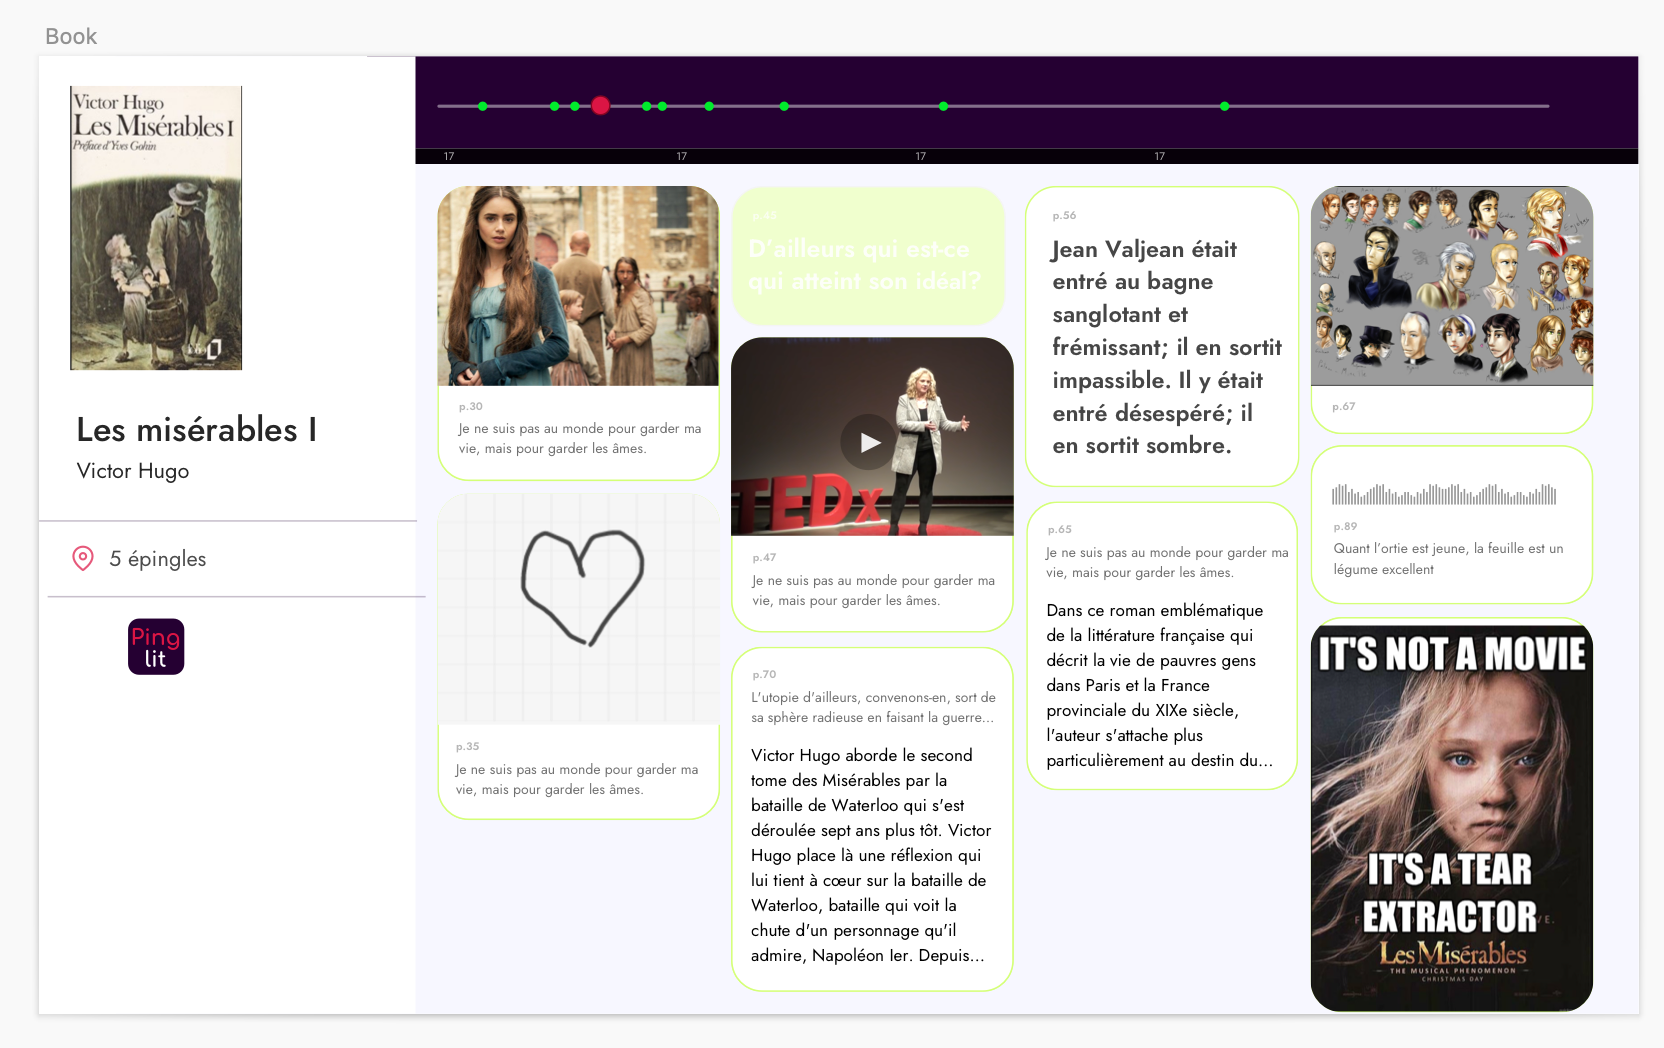 Book
Victor Hugo
Les Misérables I
Préface d'Yves Gohin
Les misérables I
Victor Hugo
5 épingles
Ping
lit
17
17
17
17
p.30
Je ne suis pas au monde pour garder ma
vie, mais pour garder les âmes.
p.35
Je ne suis pas au monde pour garder ma
vie, mais pour garder les âmes.
p.45
D'ailleurs qui est-ce
qui atteint son idéal?
TEDx
p.47
Je ne suis pas au monde pour garder ma
vie, mais pour garder les âmes.
p.70
L'utopie d'ailleurs, convenons-en, sort de
sa sphère radieuse en faisant la guerre...
Victor Hugo aborde le second
tome des Misérables par la
bataille de Waterloo qui s'est
déroulée sept ans plus tôt. Victor
Hugo place là une réflexion qui
lui tient à cœur sur la bataille de
Waterloo, bataille qui voit la
chute d'un personnage qu'il
admire, Napoléon Ier. Depuis...
p.56
Jean Valjean était
entré au bagne
sanglotant et
frémissant; il en sortit
impassible. Il y était
entré désespéré; il
en sortit sombre.
p.65
Je ne suis pas au monde pour garder ma
vie, mais pour garder les âmes.
Dans ce roman emblématique
de la littérature française qui
décrit la vie de pauvres gens
dans Paris et la France
provinciale du XIXe siècle,
l'auteur s'attache plus
particulièrement au destin du...
p.67
p.89
Quant l'ortie est jeune, la feuille est un
légume excellent
IT'S NOT A MOVIE
IT'S A TEAR
EXTRACTOR
Les Misérables
THE MUSICAL PHENOMENON
CHRISTMAS DAY